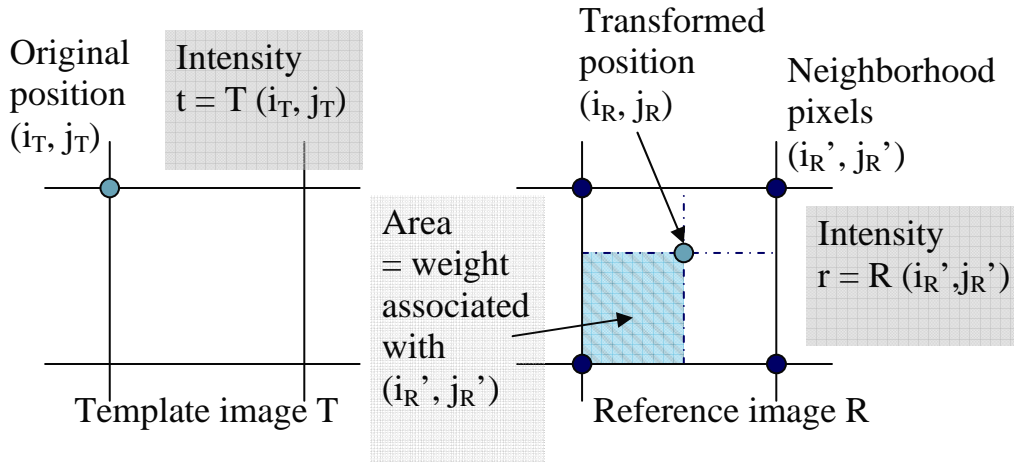 Original
position
(i_T, j_T)
Intensity
t = T (i_T, j_T)
Transformed
position
(i_R, j_R)
Neighborhood
pixels
(i_R’, j_R’)
Area
= weight
associated
with
(i_R’, j_R’)
Intensity
r = R (i_R’,j_R’)
Template image T
Reference image R